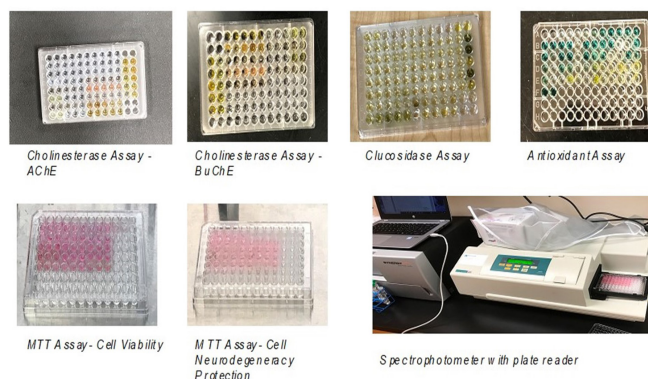 Cholinesterase Assay -
AChE
Cholinesterase Assay -
BuChE
Clucosidase Assay
Antioxidant Assay
MTT Assay- Cell Viability
MTT Assay- Cell
Neurodegeneracy
Protection
Spectrophotometer with plate reader